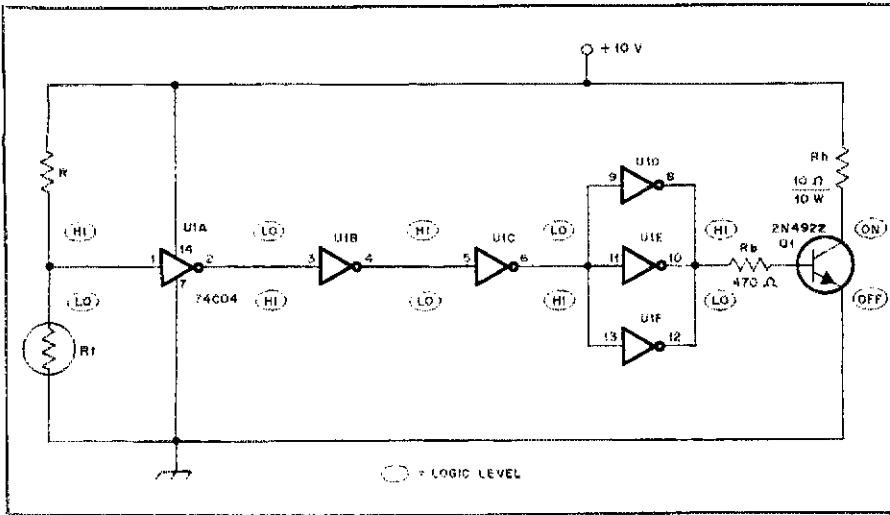 +10 V
R
Rh
10 Ω
10 W
U1D
9
8
U1A
HI
LO
HI
LO
HI
2N4922
Q1
ON
14
U1B
U1C
U1E
1
2
3
4
5
6
11
10
Rb
470 Ω
LO
7
74C04
HI
LO
HI
LO
OFF
Rt
U1F
13
12
= LOGIC LEVEL